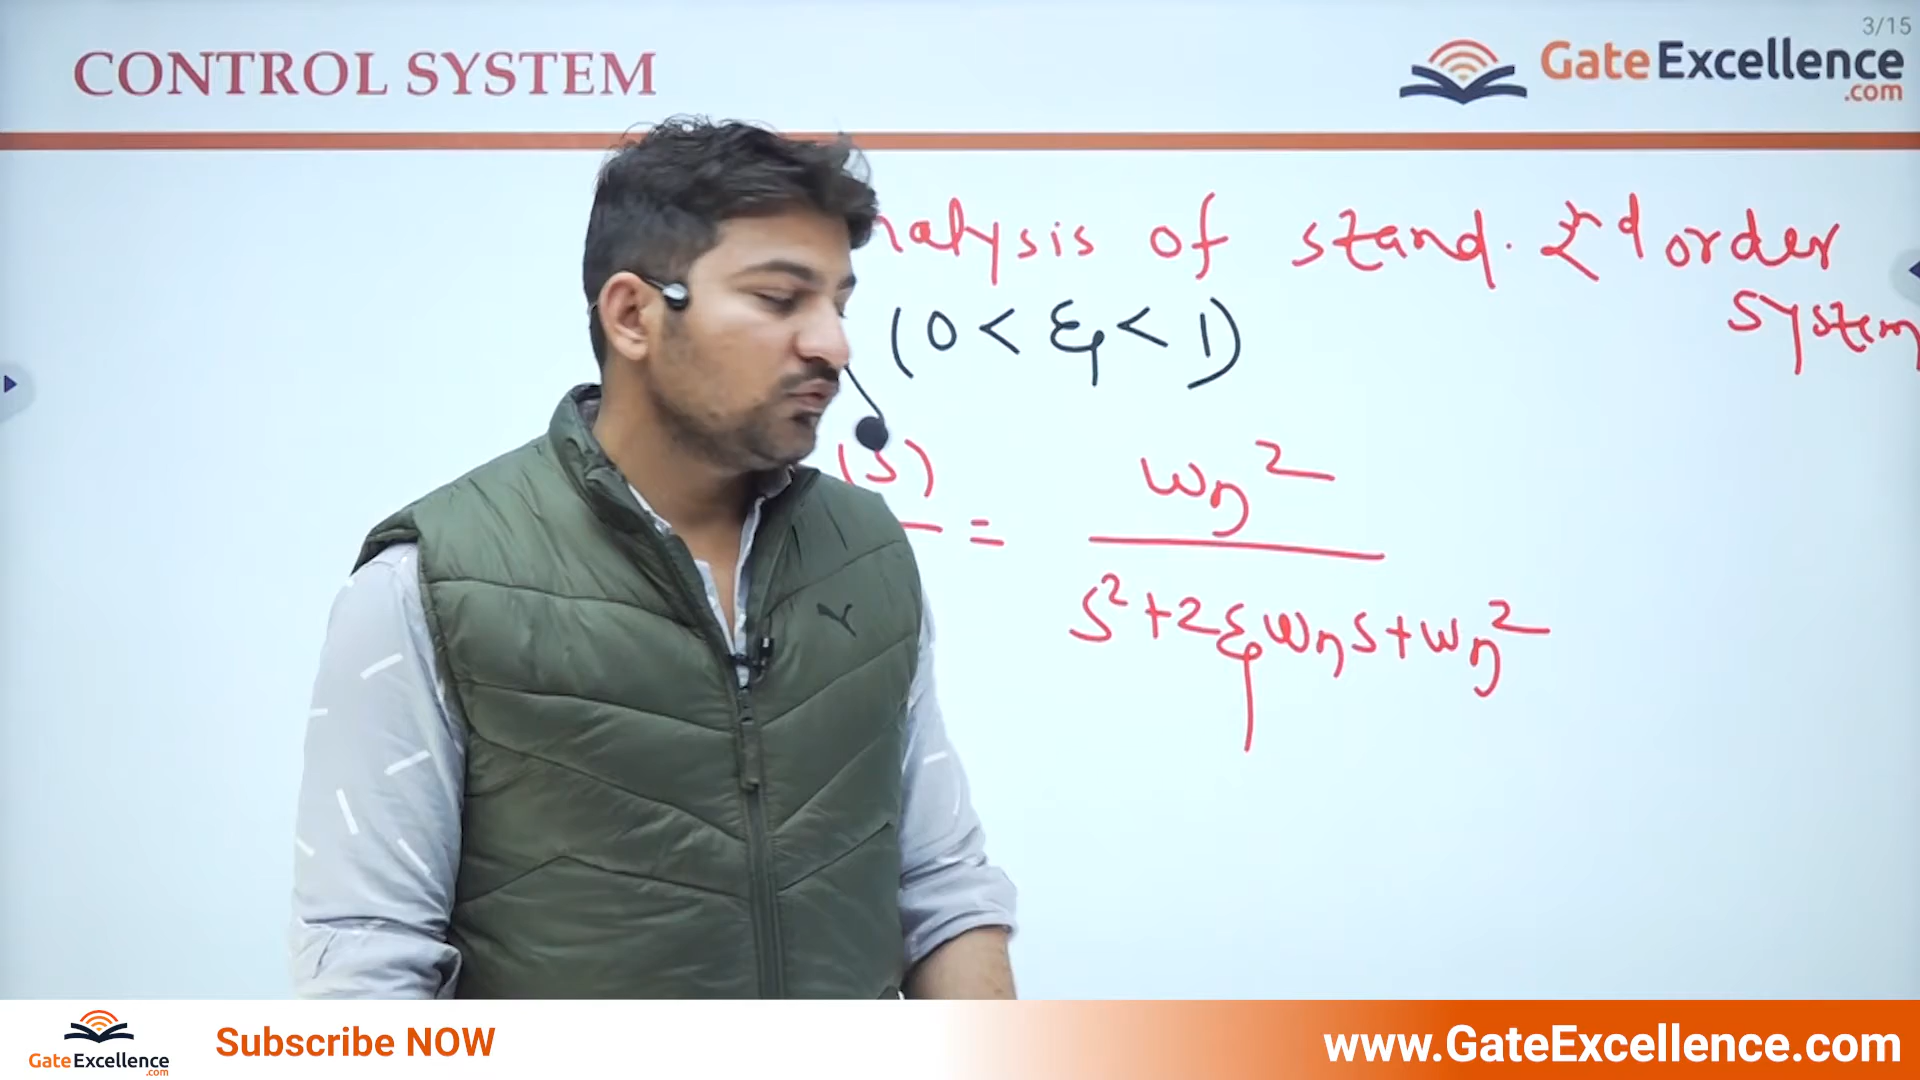 3/15
CONTROL SYSTEM
GateExcellence
.com
nalysis of stand. 2nd order
system
(0 < ξ < 1)
(s)
= ωn²
s²+2ξωns+ωn²
GateExcellence
.com
Subscribe NOW
www.GateExcellence.com